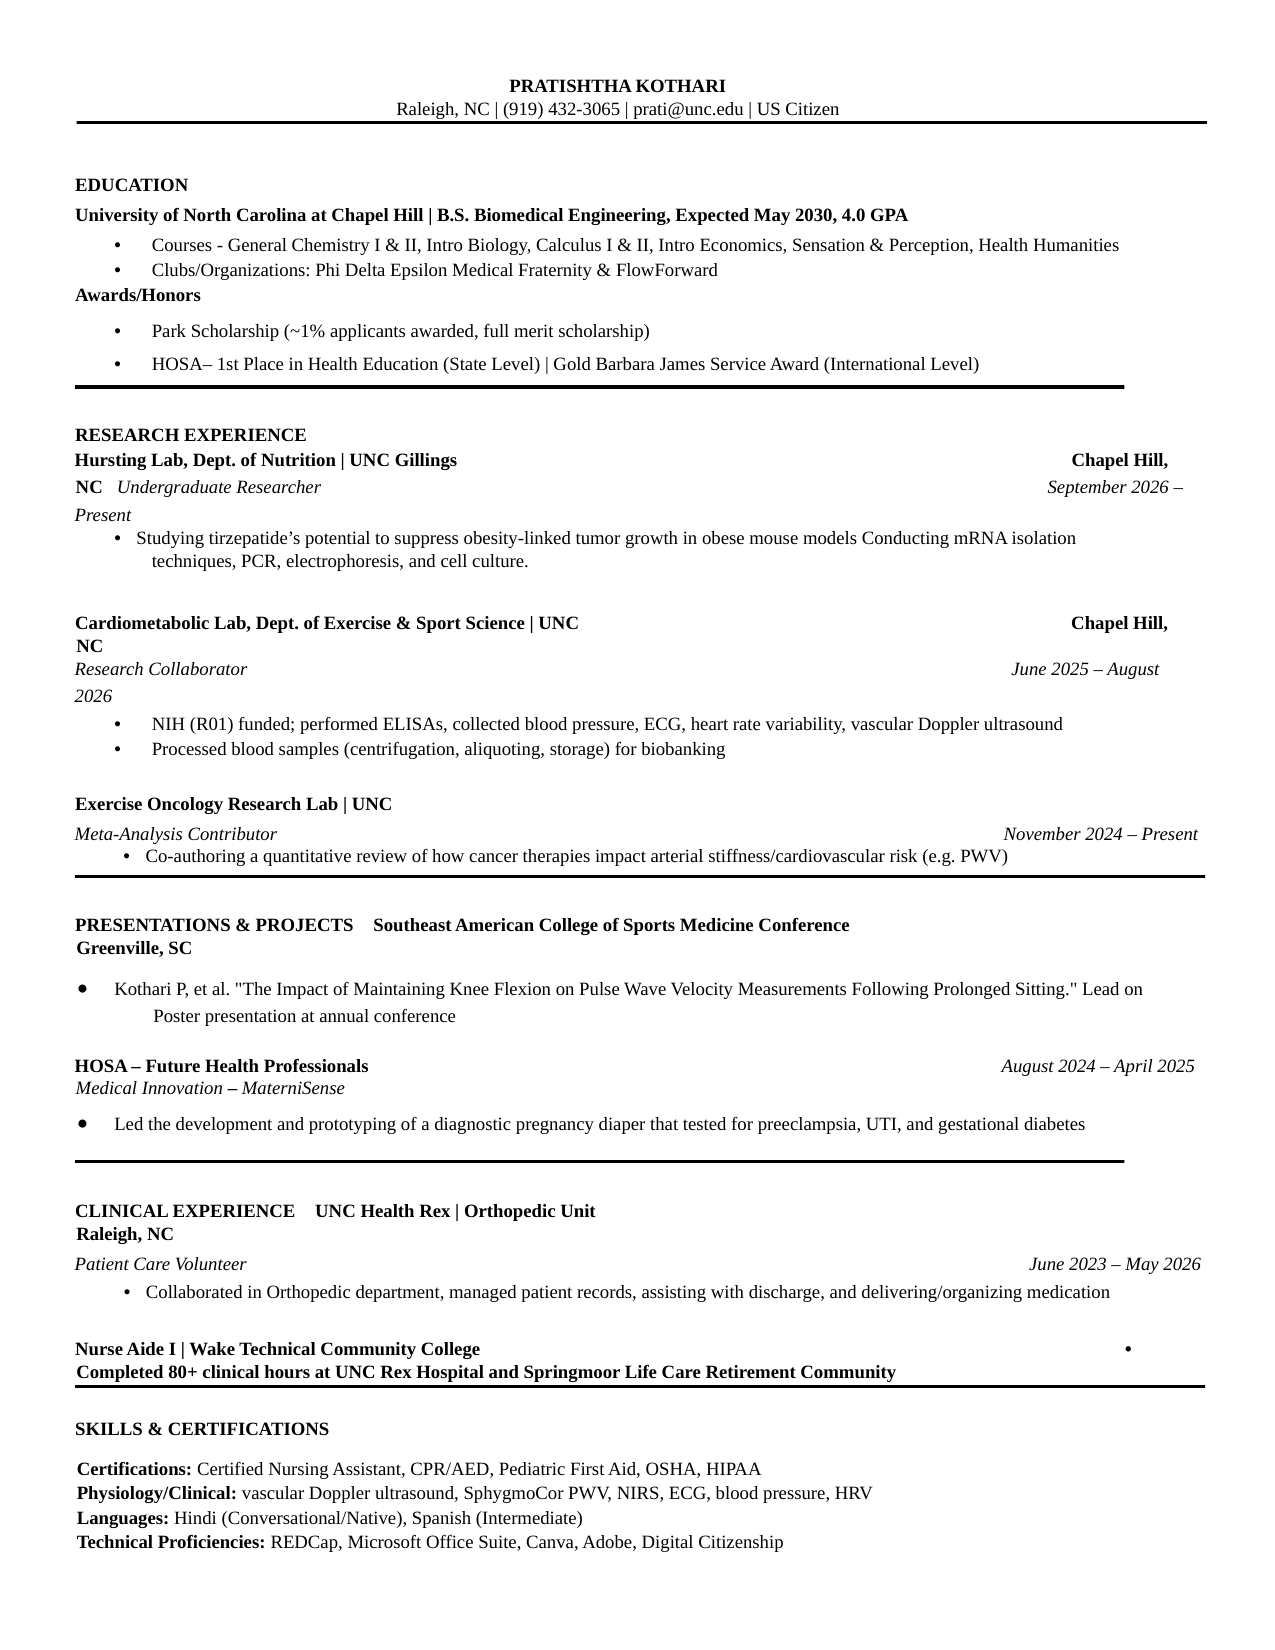 PRATISHTHA KOTHARI
Raleigh, NC | (919) 432-3065 | prati@unc.edu | US Citizen
EDUCATION
University of North Carolina at Chapel Hill | B.S. Biomedical Engineering, Expected May 2030, 4.0 GPA
• Courses - General Chemistry I & II, Intro Biology, Calculus I & II, Intro Economics, Sensation & Perception, Health Humanities
• Clubs/Organizations: Phi Delta Epsilon Medical Fraternity & FlowForward
Awards/Honors
• Park Scholarship (~1% applicants awarded, full merit scholarship)
• HOSA– 1st Place in Health Education (State Level) | Gold Barbara James Service Award (International Level)
RESEARCH EXPERIENCE
Hursting Lab, Dept. of Nutrition | UNC Gillings Chapel Hill,
NC Undergraduate Researcher September 2026 –
Present
• Studying tirzepatide’s potential to suppress obesity-linked tumor growth in obese mouse models Conducting mRNA isolation
techniques, PCR, electrophoresis, and cell culture.
Cardiometabolic Lab, Dept. of Exercise & Sport Science | UNC Chapel Hill,
NC
Research Collaborator June 2025 – August
2026
• NIH (R01) funded; performed ELISAs, collected blood pressure, ECG, heart rate variability, vascular Doppler ultrasound
• Processed blood samples (centrifugation, aliquoting, storage) for biobanking
Exercise Oncology Research Lab | UNC
Meta-Analysis Contributor November 2024 – Present
• Co-authoring a quantitative review of how cancer therapies impact arterial stiffness/cardiovascular risk (e.g. PWV)
PRESENTATIONS & PROJECTS Southeast American College of Sports Medicine Conference
Greenville, SC
● Kothari P, et al. "The Impact of Maintaining Knee Flexion on Pulse Wave Velocity Measurements Following Prolonged Sitting." Lead on
Poster presentation at annual conference
HOSA – Future Health Professionals August 2024 – April 2025
Medical Innovation – MaterniSense
● Led the development and prototyping of a diagnostic pregnancy diaper that tested for preeclampsia, UTI, and gestational diabetes
CLINICAL EXPERIENCE UNC Health Rex | Orthopedic Unit
Raleigh, NC
Patient Care Volunteer June 2023 – May 2026
• Collaborated in Orthopedic department, managed patient records, assisting with discharge, and delivering/organizing medication
Nurse Aide I | Wake Technical Community College •
Completed 80+ clinical hours at UNC Rex Hospital and Springmoor Life Care Retirement Community
SKILLS & CERTIFICATIONS
Certifications: Certified Nursing Assistant, CPR/AED, Pediatric First Aid, OSHA, HIPAA
Physiology/Clinical: vascular Doppler ultrasound, SphygmoCor PWV, NIRS, ECG, blood pressure, HRV
Languages: Hindi (Conversational/Native), Spanish (Intermediate)
Technical Proficiencies: REDCap, Microsoft Office Suite, Canva, Adobe, Digital Citizenship